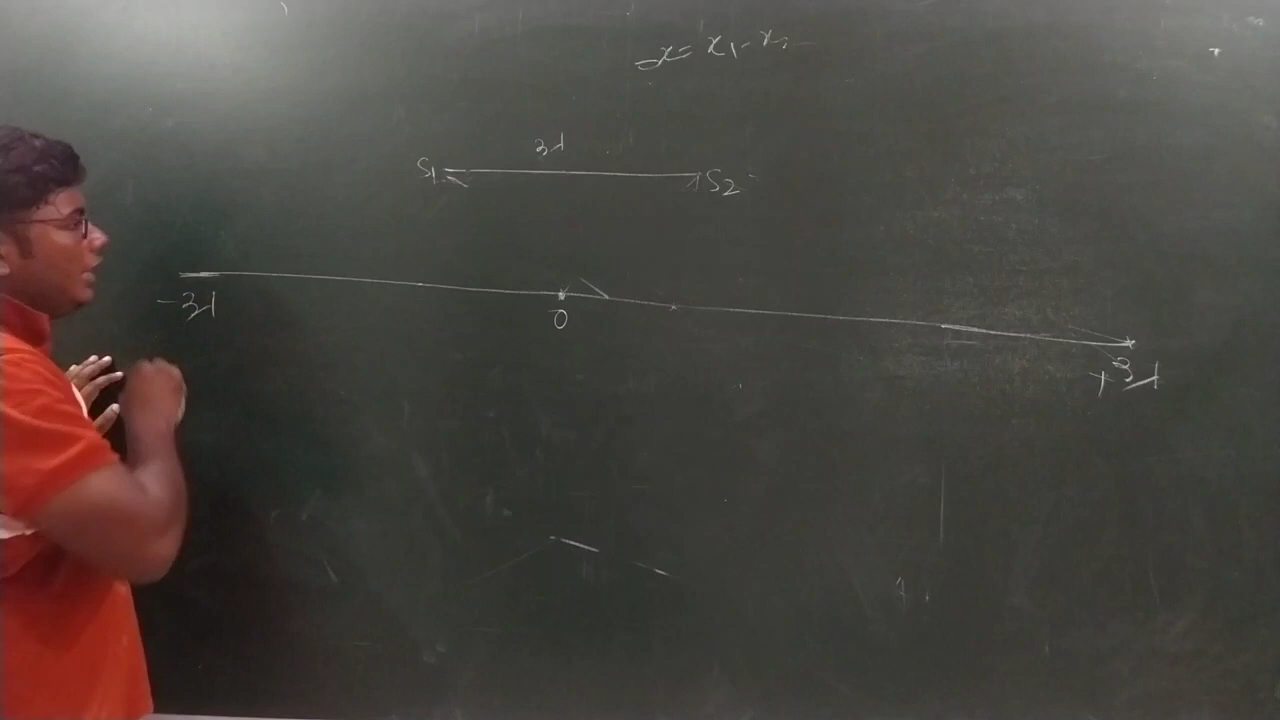 x = x₁ - x₂
3λ
S₁ S₂
-3λ 0 +3λ